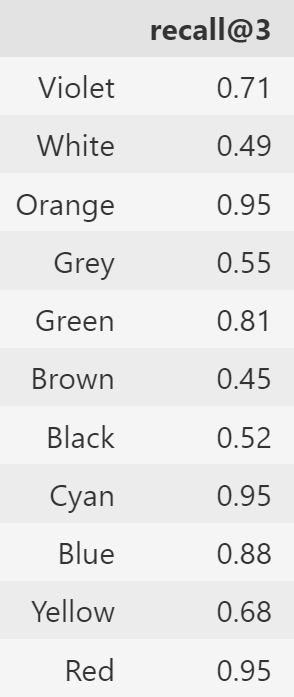 recall@3
Violet 0.71
White 0.49
Orange 0.95
Grey 0.55
Green 0.81
Brown 0.45
Black 0.52
Cyan 0.95
Blue 0.88
Yellow 0.68
Red 0.95